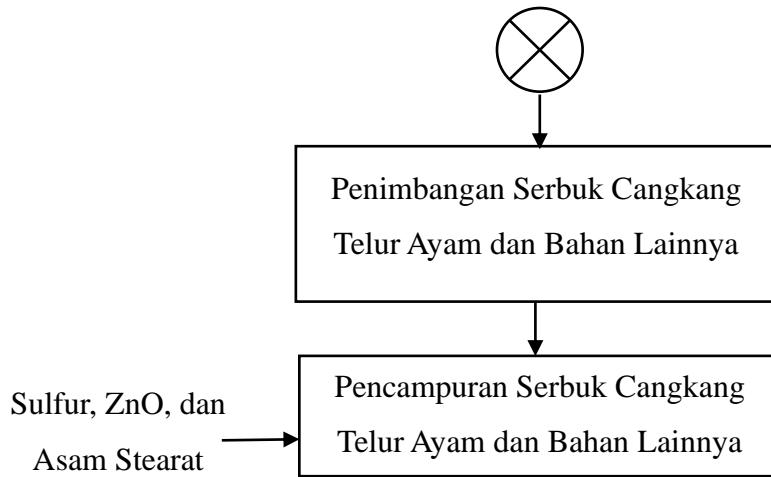 Penimbangan Serbuk Cangkang
Telur Ayam dan Bahan Lainnya
Pencampuran Serbuk Cangkang
Telur Ayam dan Bahan Lainnya
Sulfur, ZnO, dan
Asam Stearat